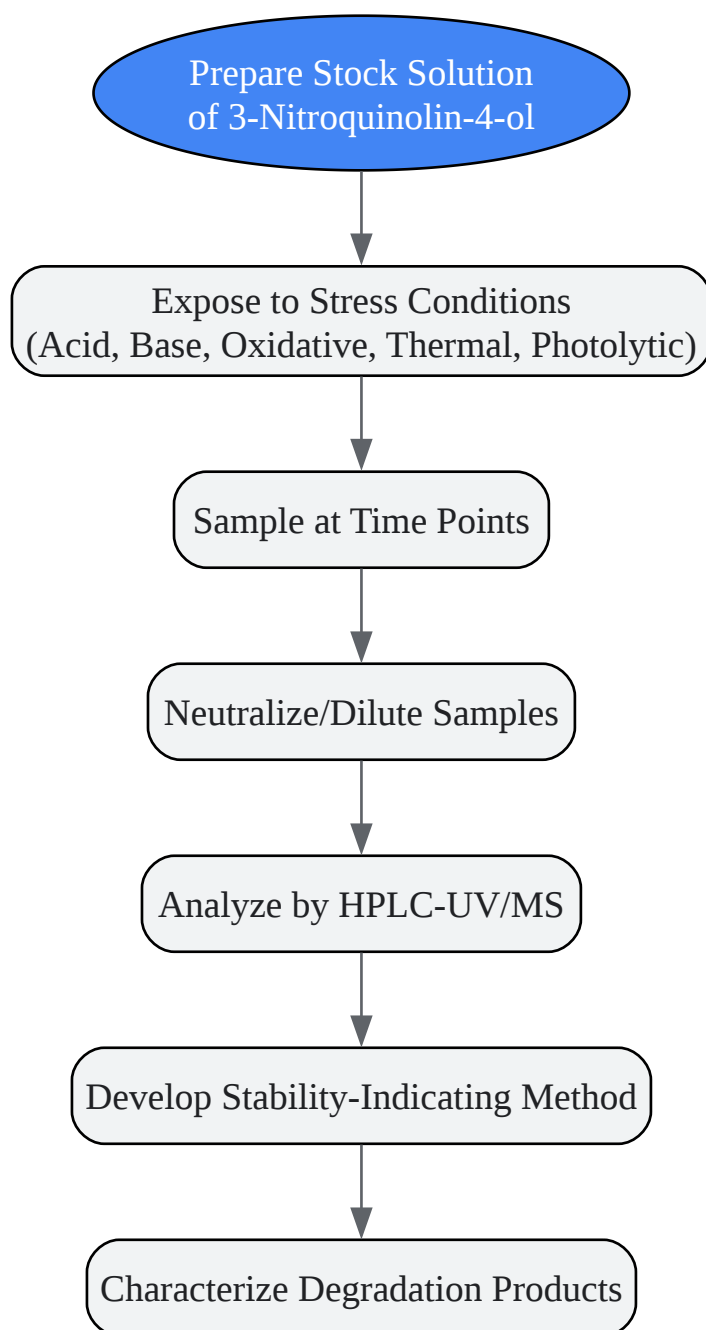 Prepare Stock Solution
of 3-Nitroquinolin-4-ol
Expose to Stress Conditions
(Acid, Base, Oxidative, Thermal, Photolytic)
Sample at Time Points
Neutralize/Dilute Samples
Analyze by HPLC-UV/MS
Develop Stability-Indicating Method
Characterize Degradation Products